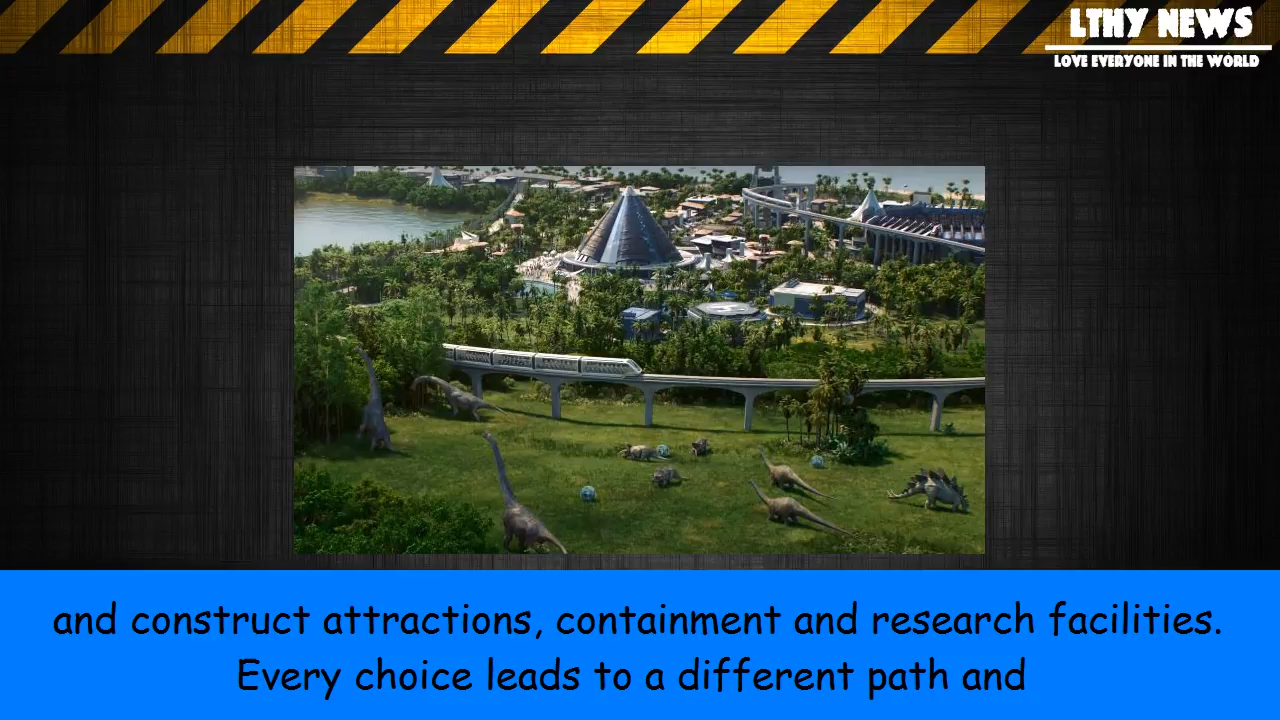 LTHY NEWS
LOVE EVERYONE IN THE WORLD
and construct attractions, containment and research facilities.
Every choice leads to a different path and